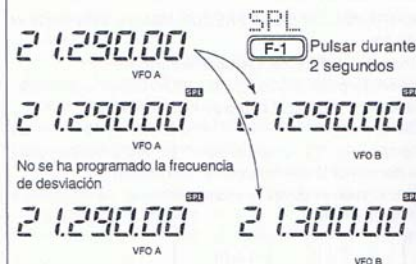 SPL
21.290.00
F-1 Pulsar durante
2 segundos
VFO A
SPL SPL
21.290.00 21.290.00
VFO A VFO B
No se ha programado la frecuencia
de desviación
SPL SPL
21.290.00 21.300.00
VFO A VFO B